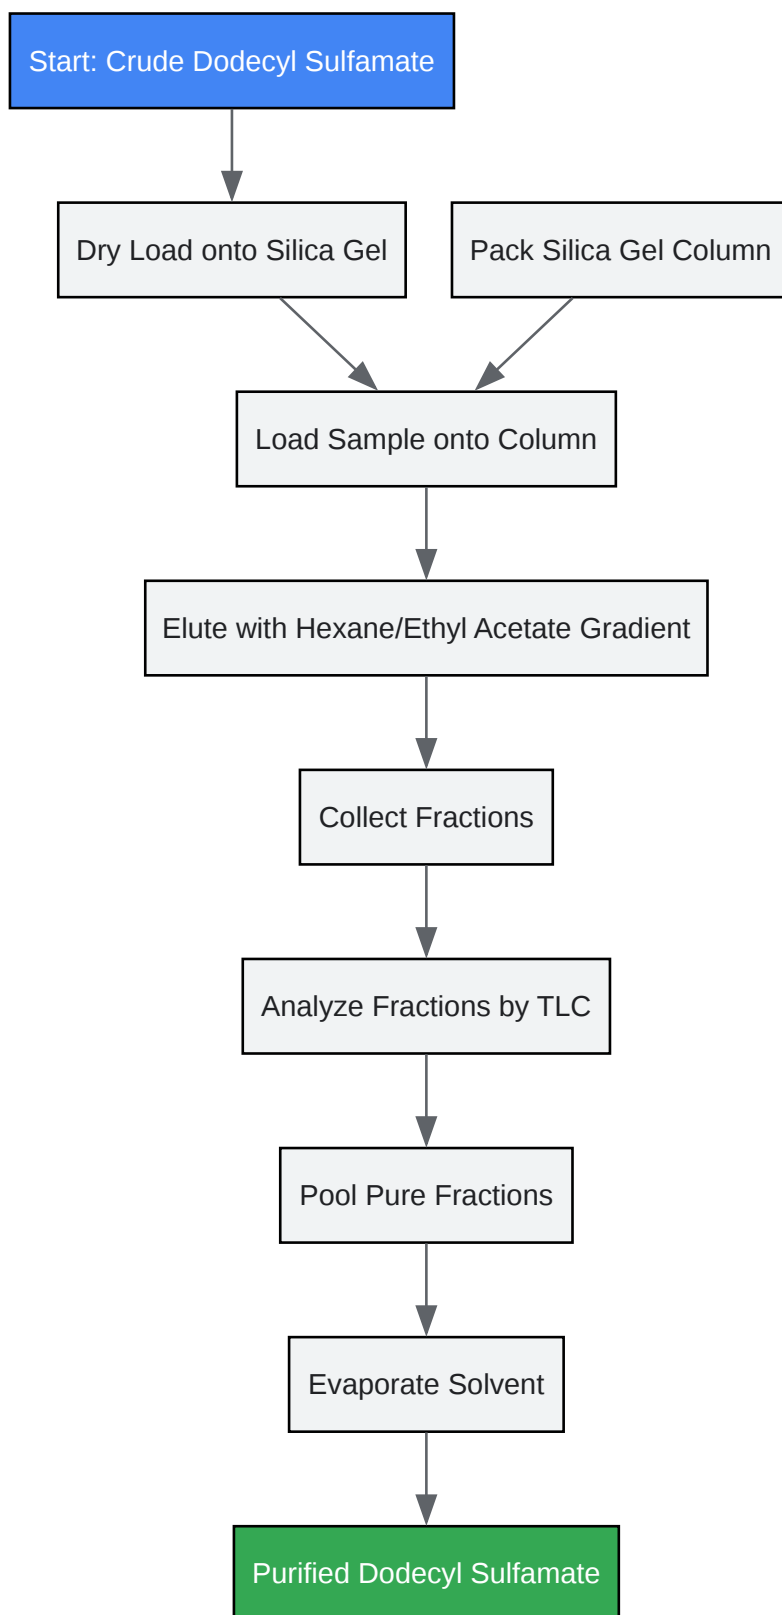 Start: Crude Dodecyl Sulfamate
Dry Load onto Silica Gel
Pack Silica Gel Column
Load Sample onto Column
Elute with Hexane/Ethyl Acetate Gradient
Collect Fractions
Analyze Fractions by TLC
Pool Pure Fractions
Evaporate Solvent
Purified Dodecyl Sulfamate